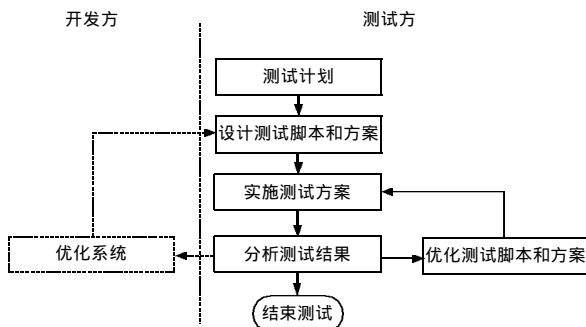 开发方
测试方
测试计划
设计测试脚本和方案
实施测试方案
优化系统
分析测试结果
优化测试脚本和方案
结束测试